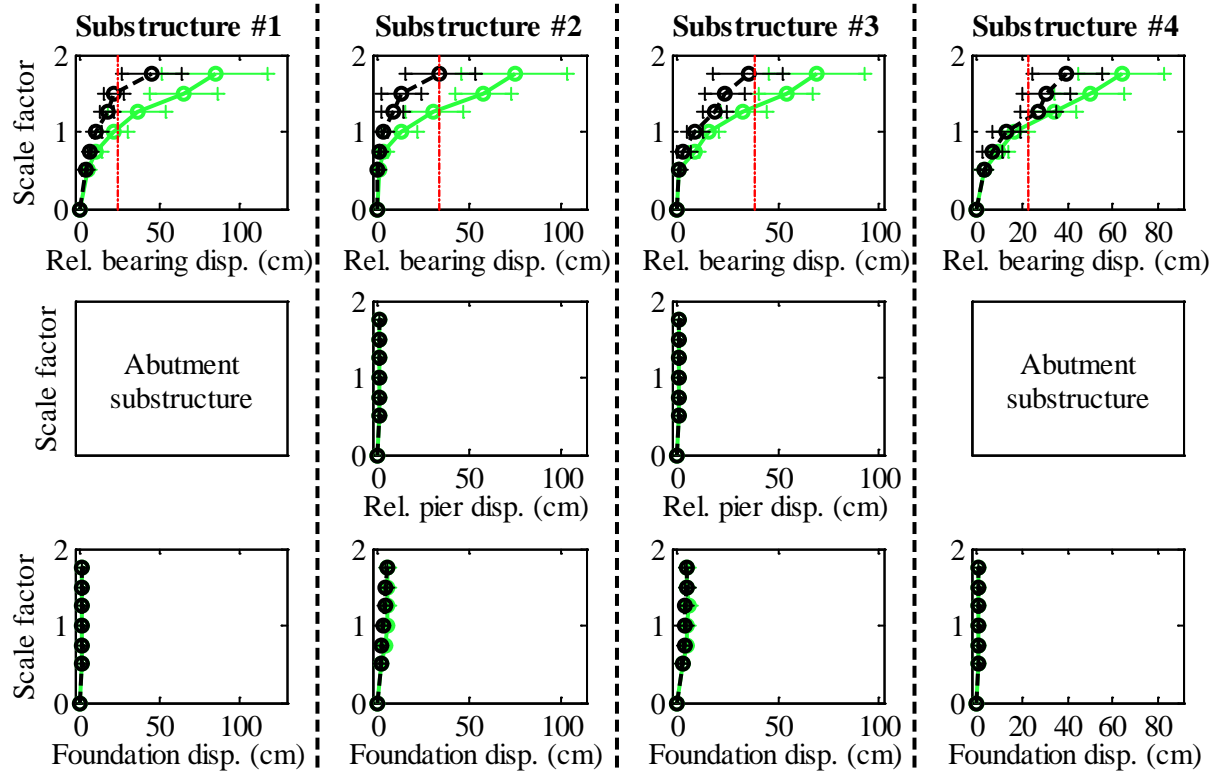 Substructure #1 Substructure #2 Substructure #3 Substructure #4
2 2 2 2
Scale factor
1 1 1 1
0 0 0 0
0 50 100 0 50 100 0 50 100 0 20 40 60 80
Rel. bearing disp. (cm) Rel. bearing disp. (cm) Rel. bearing disp. (cm) Rel. bearing disp. (cm)
2 2
Scale factor
Abutment substructure
1 1
Abutment substructure
0 0
0 50 100 0 50 100
Rel. pier disp. (cm) Rel. pier disp. (cm)
2 2 2 2
Scale factor
1 1 1 1
0 0 0 0
0 50 100 0 50 100 0 50 100 0 20 40 60 80
Foundation disp. (cm) Foundation disp. (cm) Foundation disp. (cm) Foundation disp. (cm)